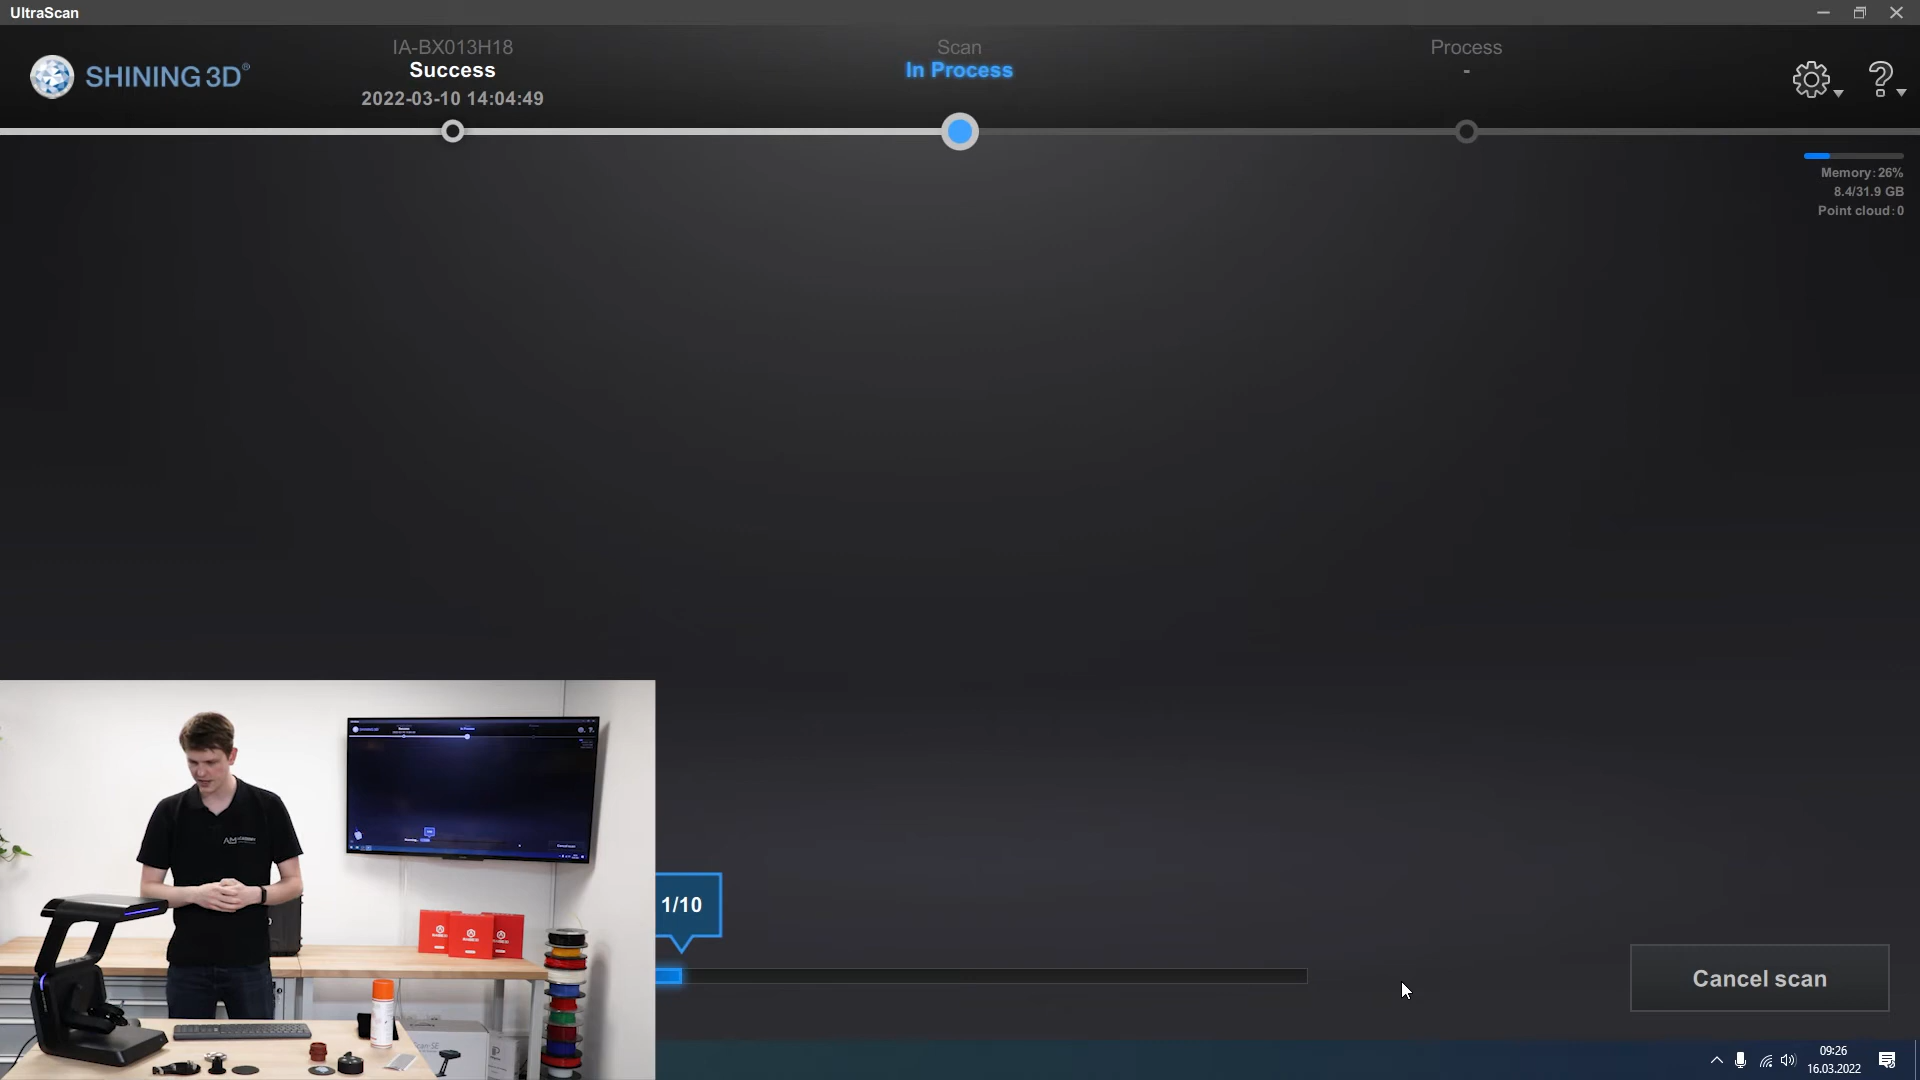 UltraScan
SHINING 3D®
IA-BX013H18
Success
2022-03-10 14:04:49
Scan
In Process
Process
-
Memory:26%
8.4/31.9 GB
Point cloud:0
1/10
Cancel scan
09:26
16.03.2022